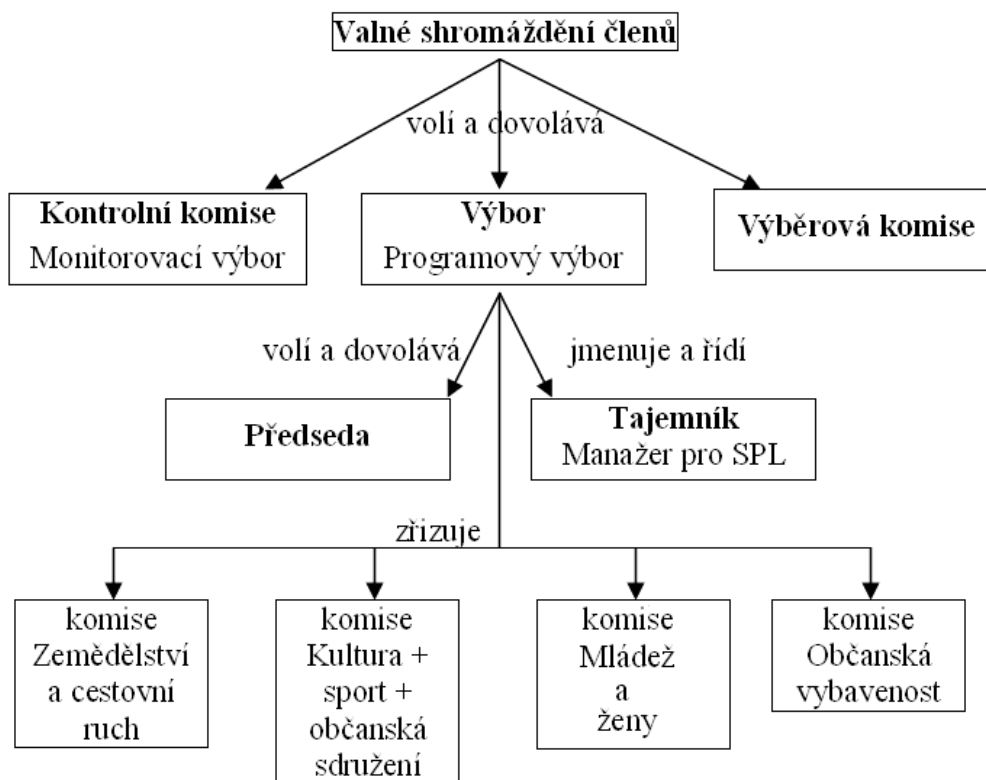 Valné shromáždění členů
volí a dovolává
Kontrolní komise
Monitorovací výbor
Výbor
Programový výbor
Výběrová komise
volí a dovolává
jmenuje a řídí
Předseda
Tajemník
Manažer pro SPL
zřizuje
komise
Zemědělství
a cestovní
ruch
komise
Kultura +
sport +
občanská
sdružení
komise
Mládež
a
ženy
komise
Občanská
vybavenost